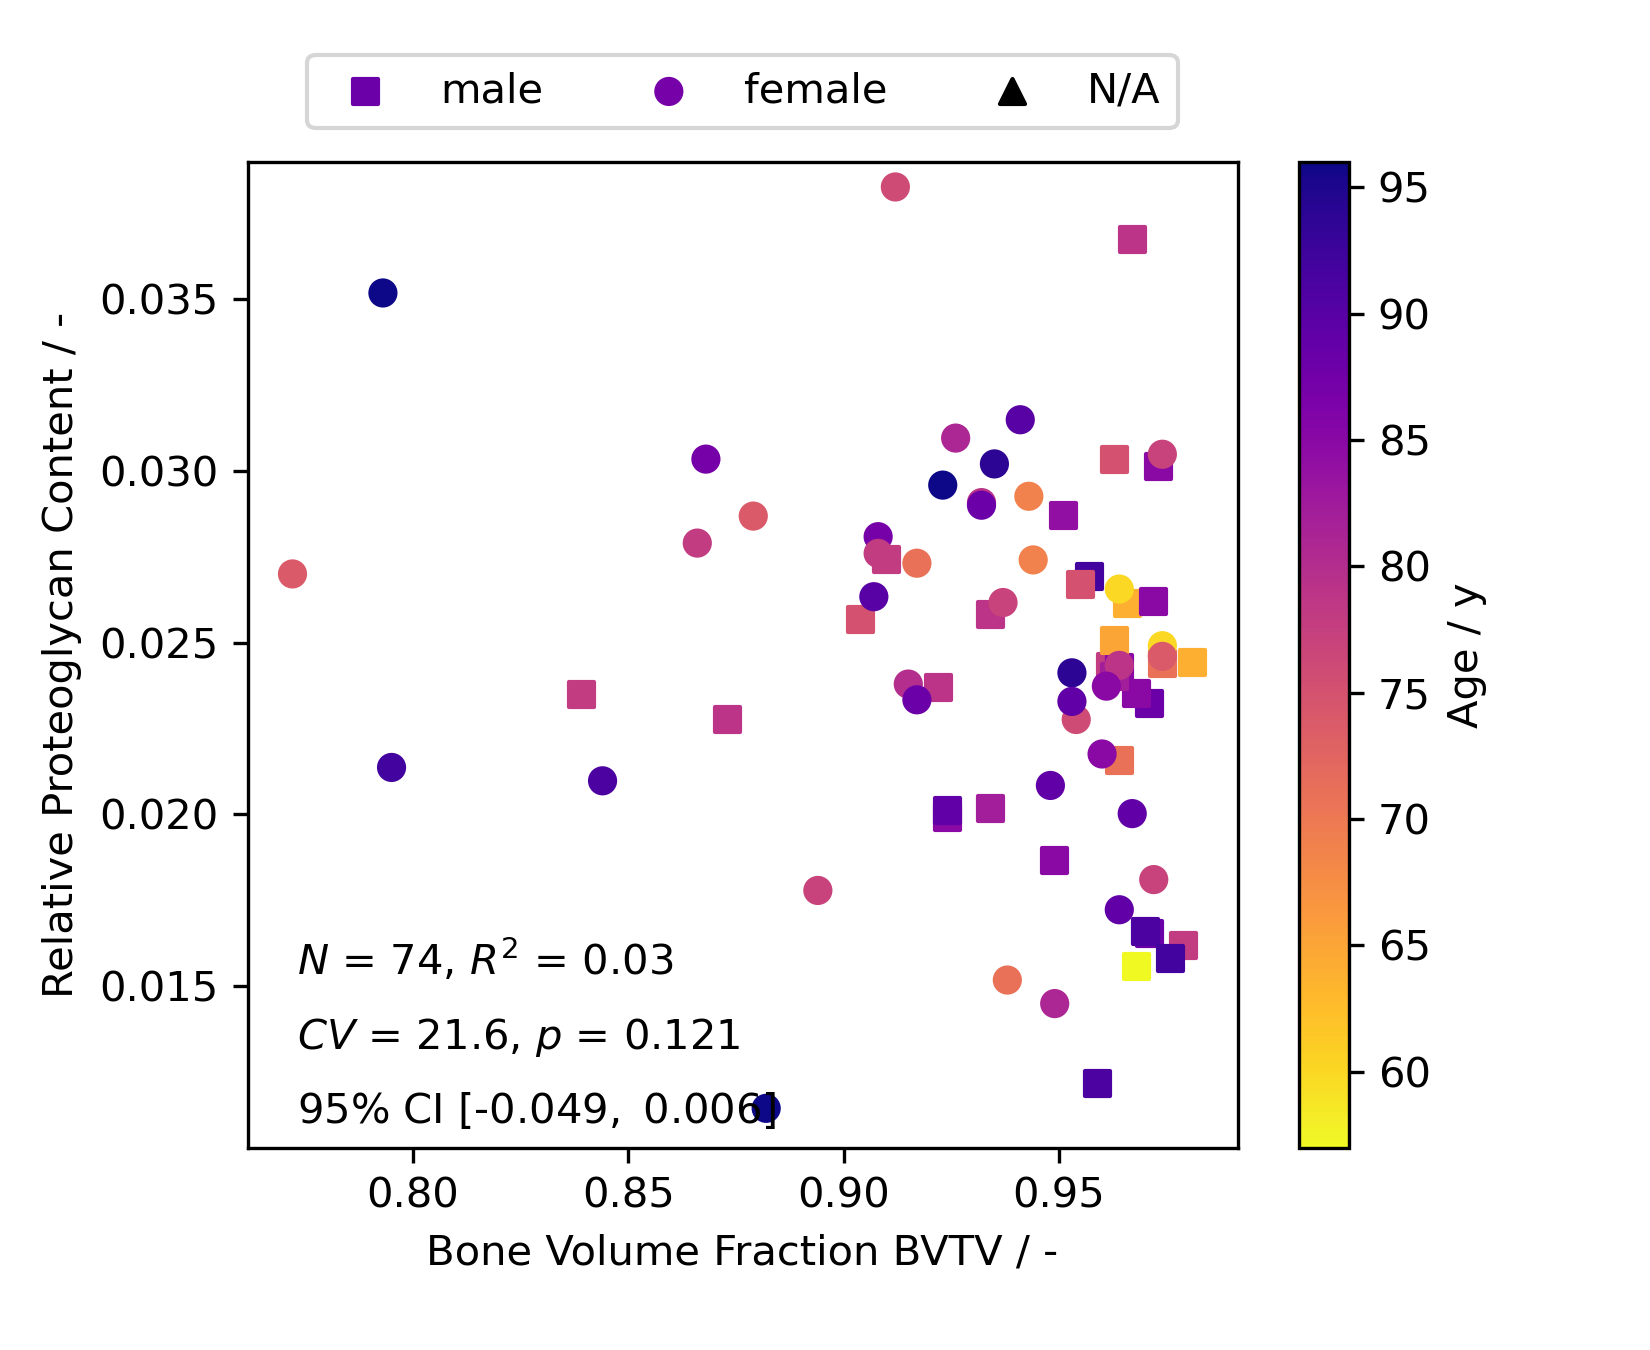 male female N/A
Relative Proteoglycan Content / -
0.035
0.030
0.025
0.020
0.015
N = 74, R² = 0.03
CV = 21.6, p = 0.121
95% CI [-0.049, 0.006]
0.80 0.85 0.90 0.95
Bone Volume Fraction BVTV / -
95
90
85
80
75
70
65
60
Age / y